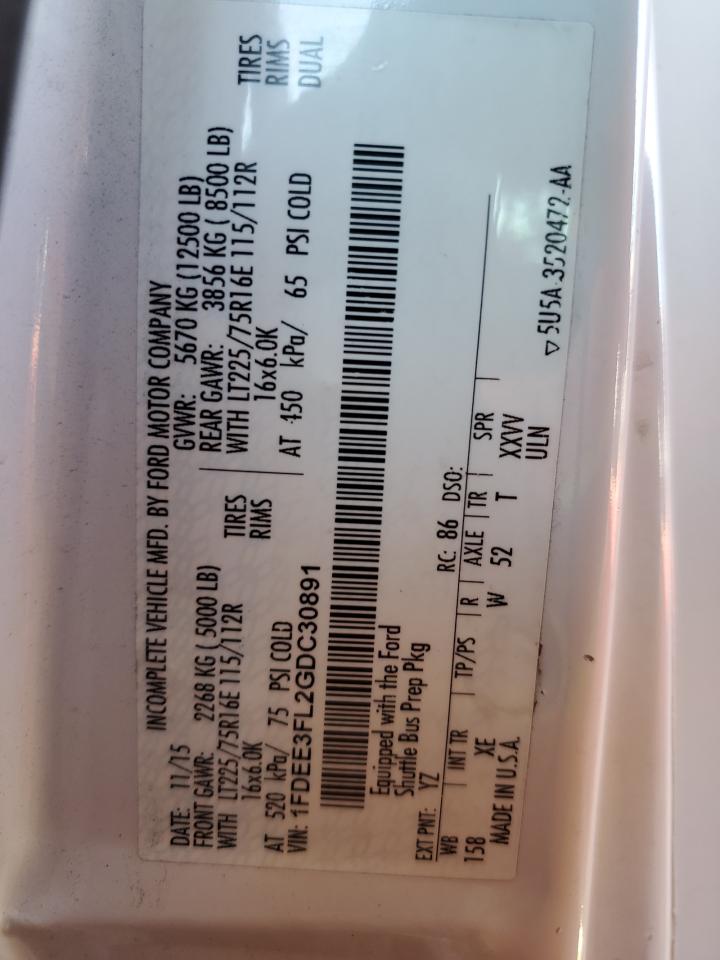 INCOMPLETE VEHICLE MFD. BY FORD MOTOR COMPANY
DATE: 11/15 GVWR: 5670 KG (12500 LB)
FRONT GAWR: 2268 KG ( 5000 LB) REAR GAWR: 3856 KG ( 8500 LB)
WITH LT225/75R16E 115/112R TIRES WITH LT225/75R16E 115/112R TIRES
16x6.0K RIMS 16x6.0K RIMS
AT 520 kPa/ 75 PSI COLD AT 450 kPa/ 65 PSI COLD DUAL
VIN: 1FDEE3FL2GDC30891
Equipped with the Ford
Shuttle Bus Prep Pkg
EXT PNT: YZ RC: 86 DSO:
WB INT TR TP/PS R AXLE TR SPR
158 XE W 52 T XXVV
MADE IN U.S.A. ULN
▽ 5U5A-3520472-AA